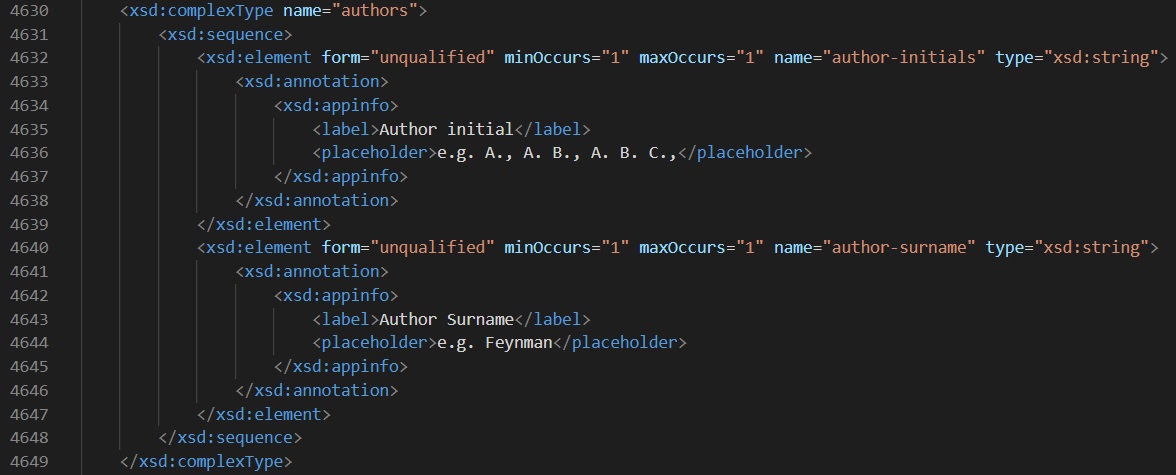 4630 <xsd:complexType name="authors">
4631 <xsd:sequence>
4632 <xsd:element form="unqualified" minOccurs="1" maxOccurs="1" name="author-initials" type="xsd:string">
4633 <xsd:annotation>
4634 <xsd:appinfo>
4635 <label>Author initial</label>
4636 <placeholder>e.g. A., A. B., A. B. C.,</placeholder>
4637 </xsd:appinfo>
4638 </xsd:annotation>
4639 </xsd:element>
4640 <xsd:element form="unqualified" minOccurs="1" maxOccurs="1" name="author-surname" type="xsd:string">
4641 <xsd:annotation>
4642 <xsd:appinfo>
4643 <label>Author Surname</label>
4644 <placeholder>e.g. Feynman</placeholder>
4645 </xsd:appinfo>
4646 </xsd:annotation>
4647 </xsd:element>
4648 </xsd:sequence>
4649 </xsd:complexType>